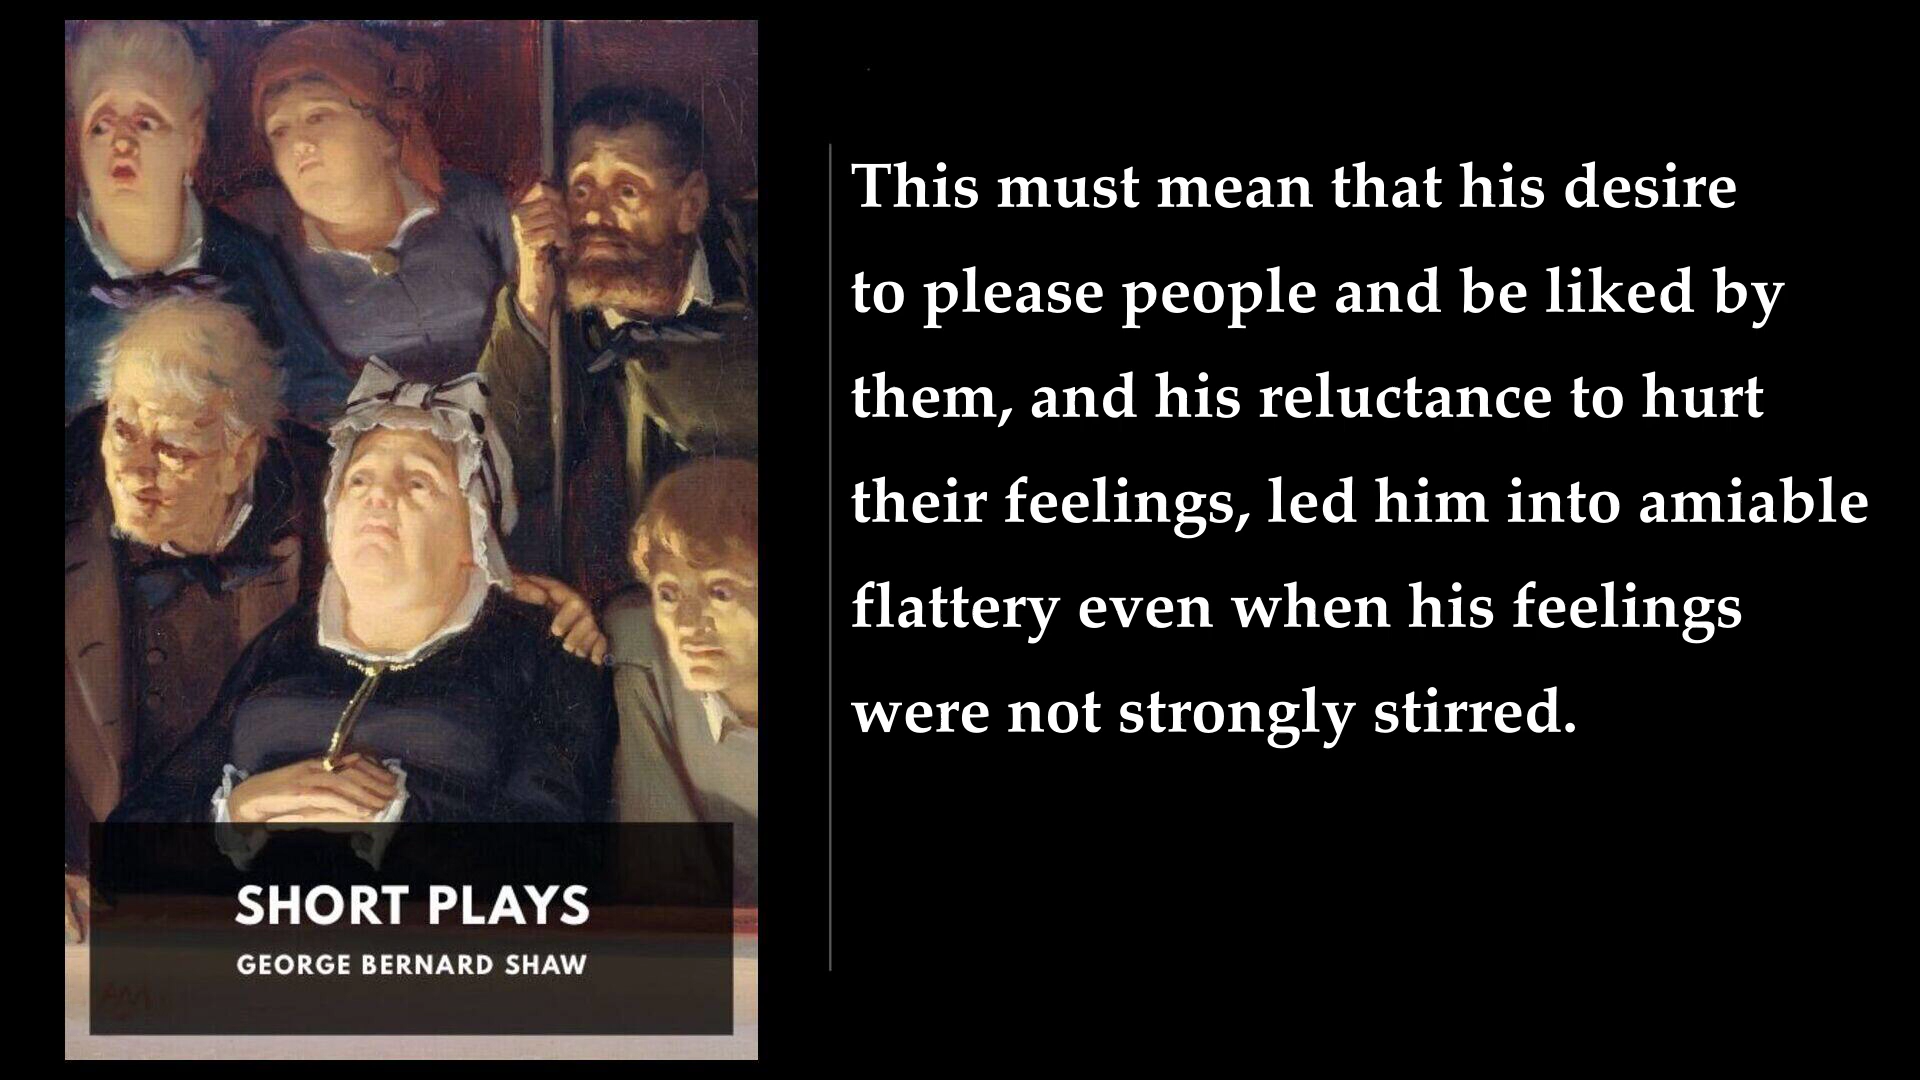 SHORT PLAYS
GEORGE BERNARD SHAW
This must mean that his desire
to please people and be liked by
them, and his reluctance to hurt
their feelings, led him into amiable
flattery even when his feelings
were not strongly stirred.